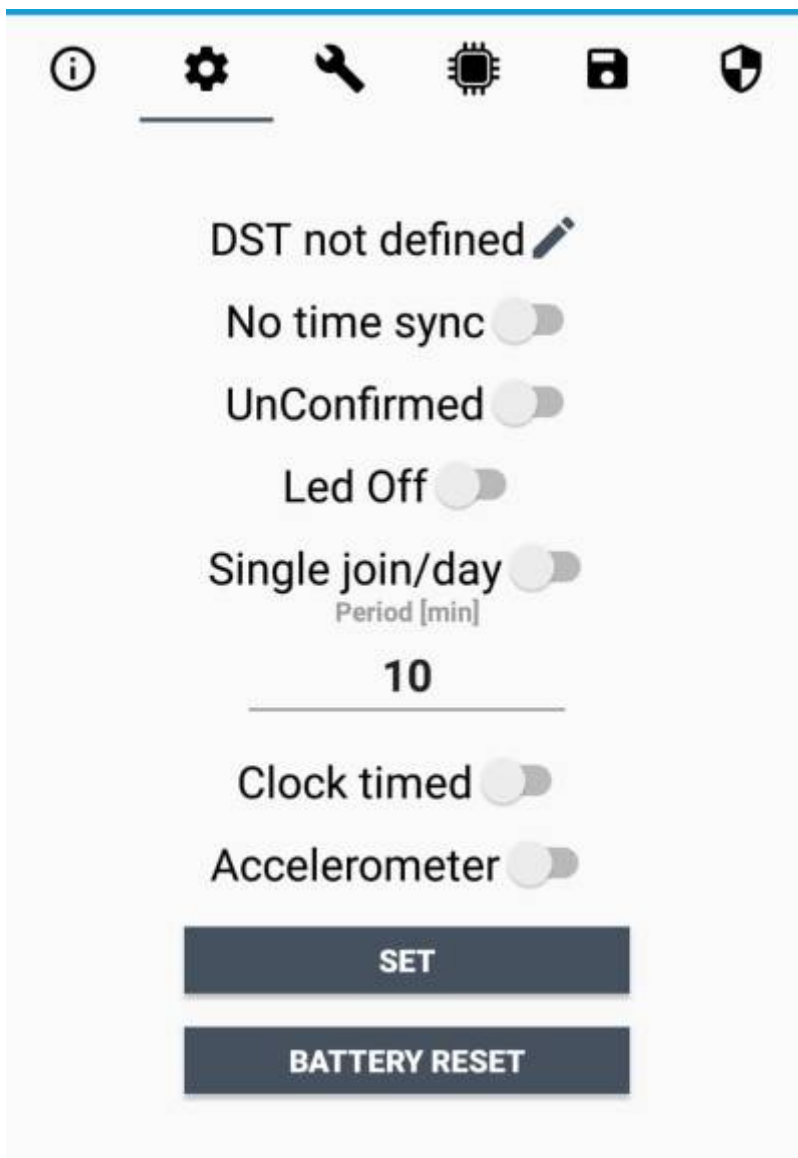 DST not defined
No time sync
UnConfirmed
Led Off
Single join/day
Period [min]
10
Clock timed
Accelerometer
SET
BATTERY RESET